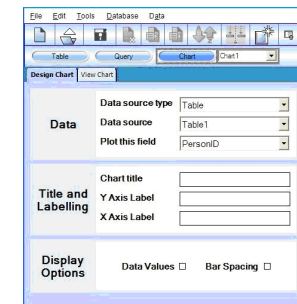 File Edit Tools Database Data
Table Query Chart Chart1
Design Chart View Chart
Data
Data source type Table
Data source Table1
Plot this field PersonID
Title and Labelling
Chart title
Y Axis Label
X Axis Label
Display Options
Data Values Bar Spacing